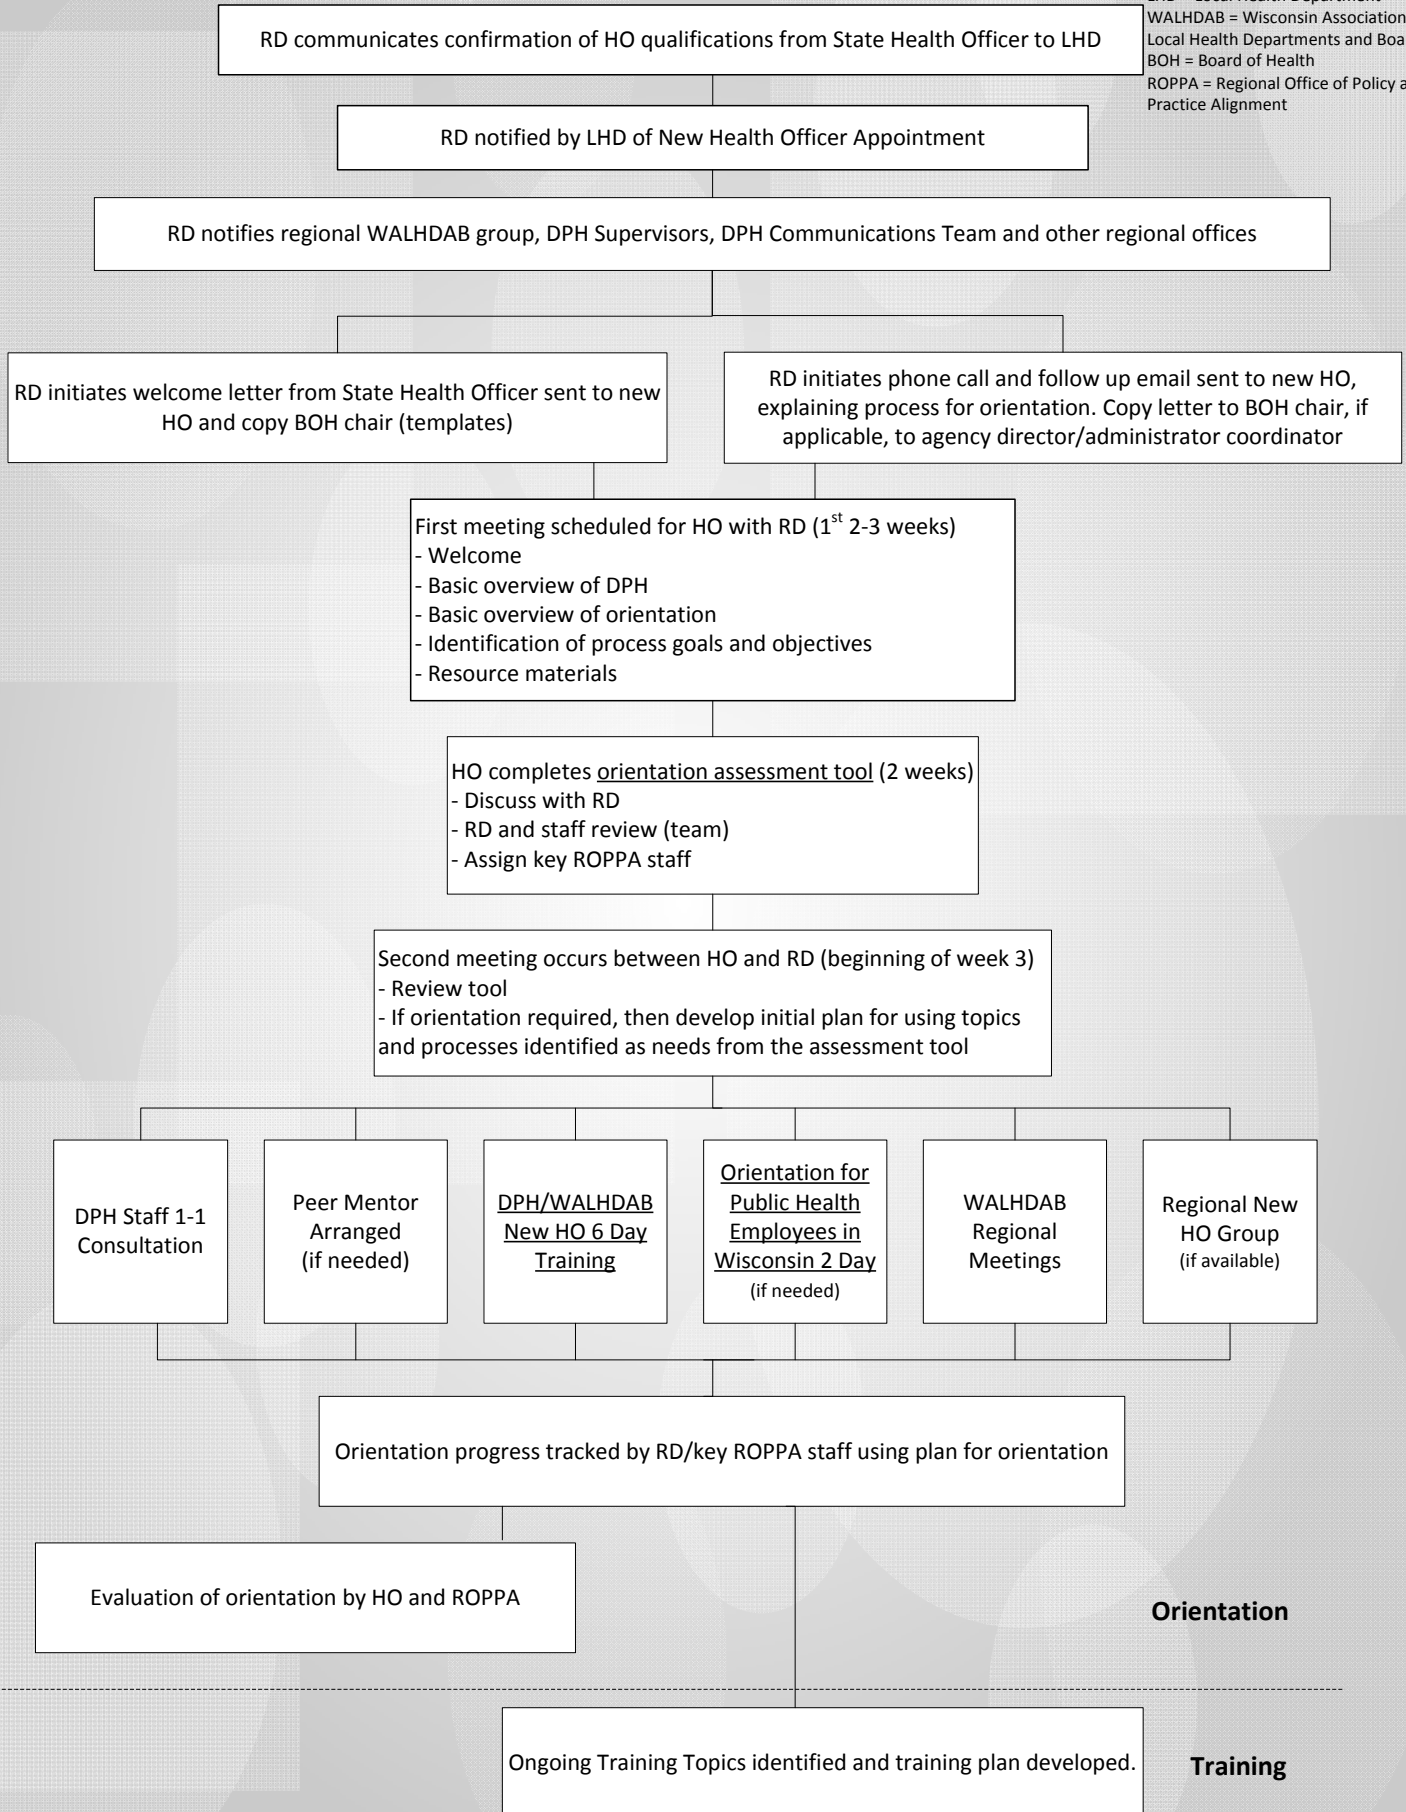 LHD = Local Health Department
WALHDAB = Wisconsin Association
Local Health Departments and Boa
BOH = Board of Health
ROPPA = Regional Office of Policy a
Practice Alignment
RD communicates confirmation of HO qualifications from State Health Officer to LHD
RD notified by LHD of New Health Officer Appointment
RD notifies regional WALHDAB group, DPH Supervisors, DPH Communications Team and other regional offices
RD initiates welcome letter from State Health Officer sent to new
HO and copy BOH chair (templates)
RD initiates phone call and follow up email sent to new HO,
explaining process for orientation. Copy letter to BOH chair, if
applicable, to agency director/administrator coordinator
First meeting scheduled for HO with RD (1st 2-3 weeks)
- Welcome
- Basic overview of DPH
- Basic overview of orientation
- Identification of process goals and objectives
- Resource materials
HO completes orientation assessment tool (2 weeks)
- Discuss with RD
- RD and staff review (team)
- Assign key ROPPA staff
Second meeting occurs between HO and RD (beginning of week 3)
- Review tool
- If orientation required, then develop initial plan for using topics
and processes identified as needs from the assessment tool
DPH Staff 1-1
Consultation
Peer Mentor
Arranged
(if needed)
DPH/WALHDAB
New HO 6 Day
Training
Orientation for
Public Health
Employees in
Wisconsin 2 Day
(if needed)
WALHDAB
Regional
Meetings
Regional New
HO Group
(if available)
Orientation progress tracked by RD/key ROPPA staff using plan for orientation
Evaluation of orientation by HO and ROPPA
Orientation
Ongoing Training Topics identified and training plan developed.
Training